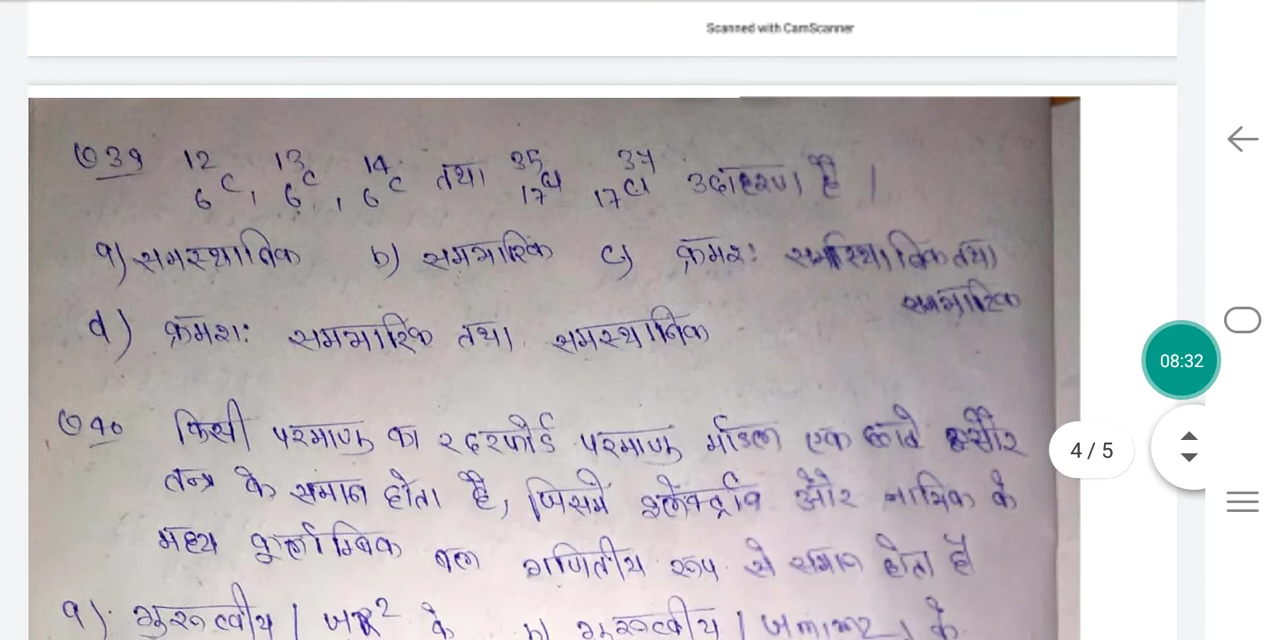 Scanned with CamScanner
Q39 ¹²₆C, ¹³₆C, ¹⁴₆C तथा ³⁵₁₇Cl ³⁷₁₇Cl उदाहरण है।
a) समस्थानिक b) समभारिक c) क्रमश: समस्थानिक तथा
समभारिक
d) क्रमश: समभारिक तथा समस्थानिक
08:32
Q40 किसी परमाणु का रदरफोर्ड परमाणु मॉडल एक छोटे सौर
4 / 5
तन्त्र के समान होता है, जिसमे इलेक्ट्रॉन और नाभिक के
मध्य कूलाम्बिक बल गणितीय रूप से समान होता है
a) गुरुत्वीय / के b) गुरुत्वीय / के